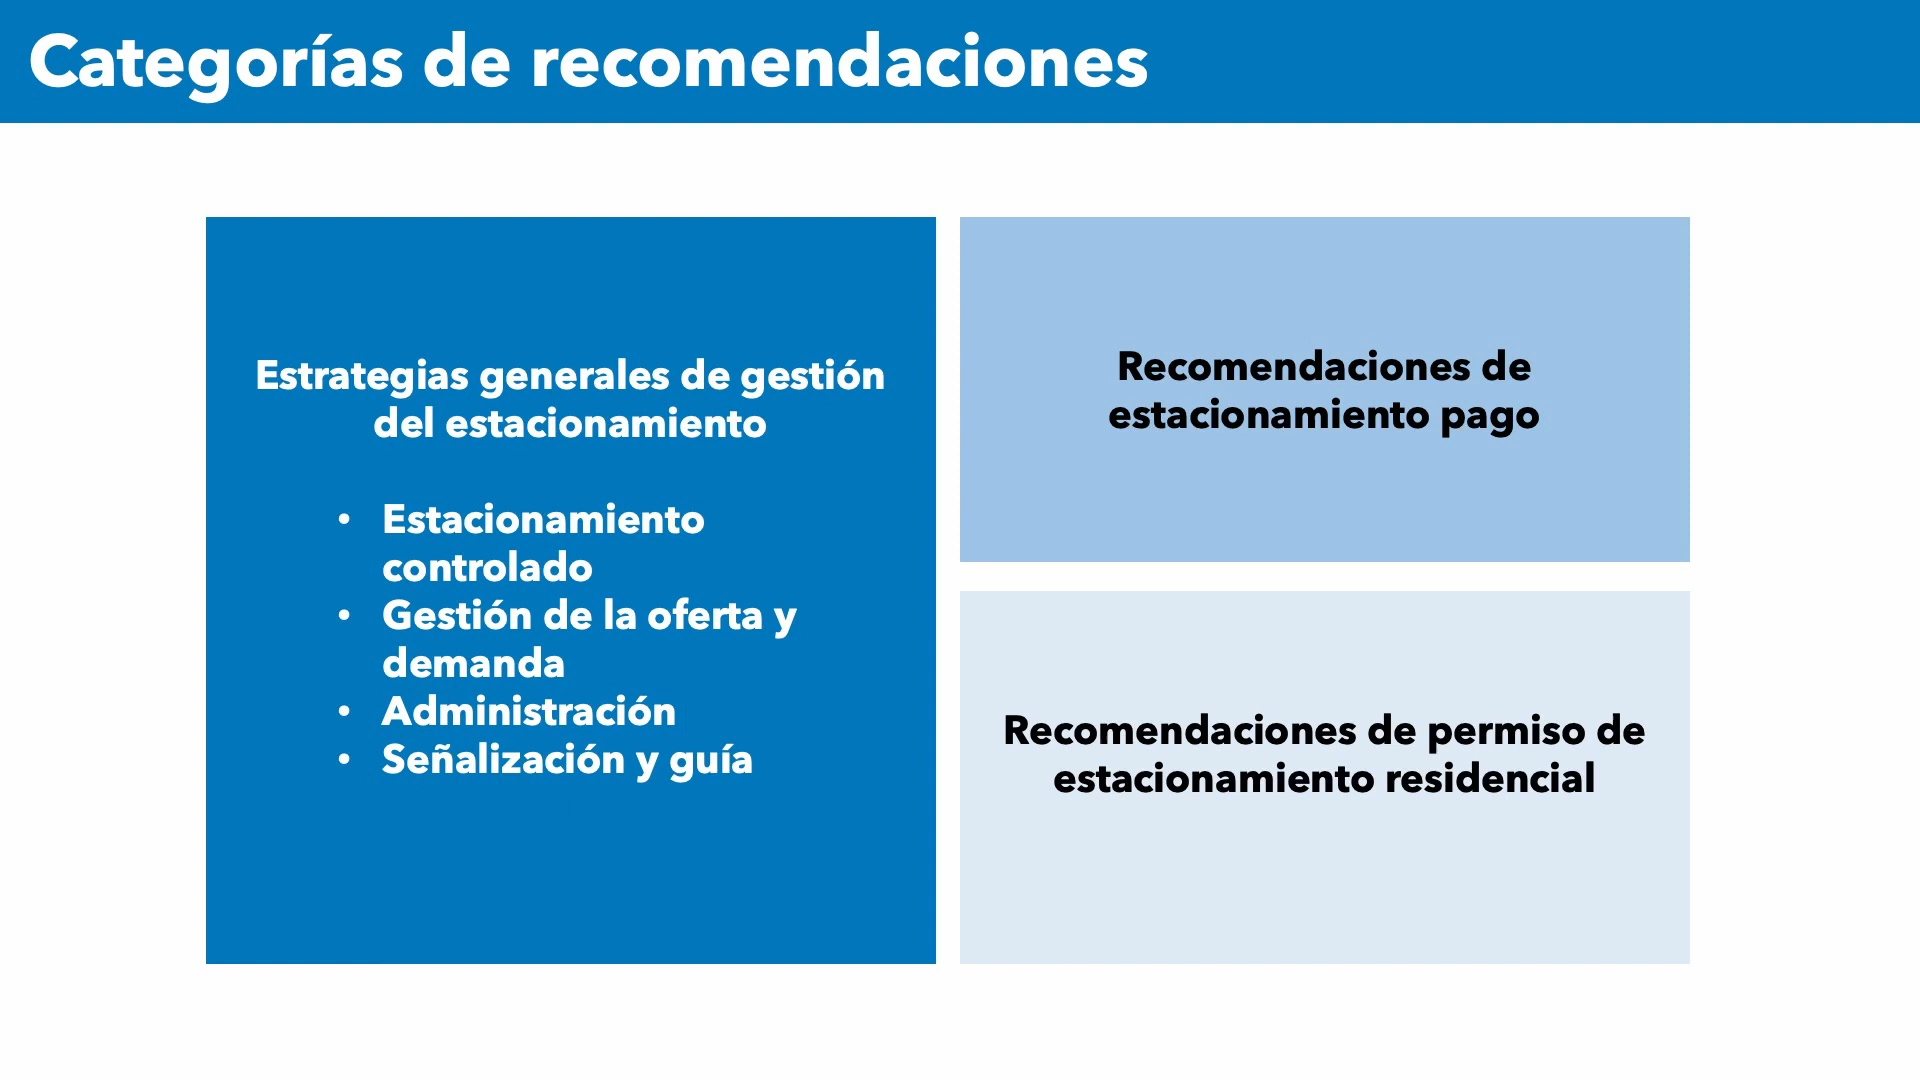 Categorías de recomendaciones
Estrategias generales de gestión
del estacionamiento
• Estacionamiento
controlado
• Gestión de la oferta y
demanda
• Administración
• Señalización y guía
Recomendaciones de
estacionamiento pago
Recomendaciones de permiso de
estacionamiento residencial